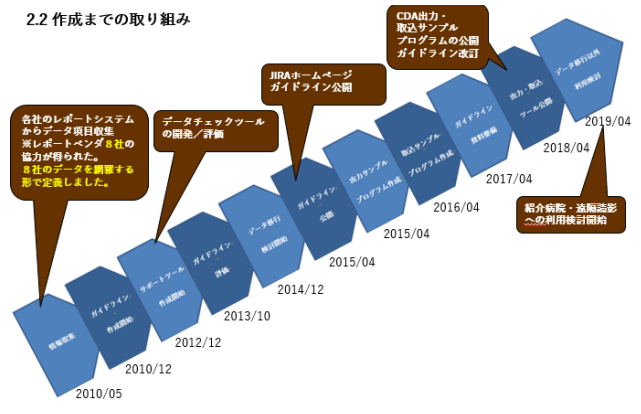 2.2 作成までの取り組み
各社のレポートシステム
からデータ項目収集
※レポートベンダ８社の
協力が得られた。
８社のデータを網羅する
形で定義しました。
データチェックツール
の開発／評価
JIRAホームページ
ガイドライン公開
CDA出力・
取込サンプル
プログラムの公開
ガイドライン改訂
紹介病院・遠隔読影
への利用検討開始
情報収集
2010/05
ガイドライン
作成開始
2010/12
サポートツール
作成開始
2012/12
ガイドライン
評価
2013/10
データ移行
検討開始
2014/12
ガイドライン
公開
2015/04
出力サンプル
プログラム作成
2015/04
取込サンプル
プログラム作成
2016/04
ガイドライン
資料整備
2017/04
出力・取込
ツール公開
2018/04
データ移行以外
利用検討
2019/04